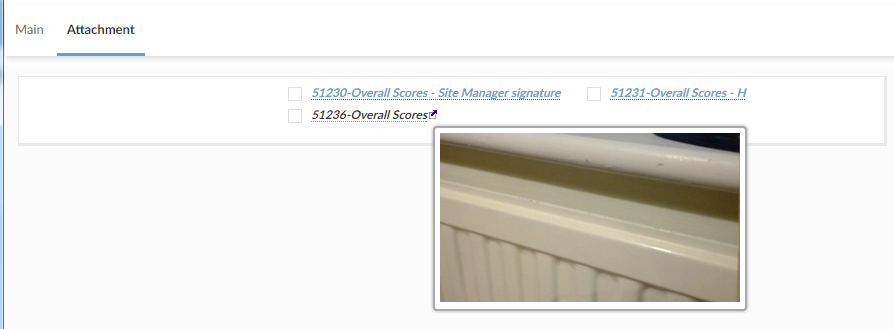 Main Attachment
51230-Overall Scores - Site Manager signature 51231-Overall Scores - H
51236-Overall Scores